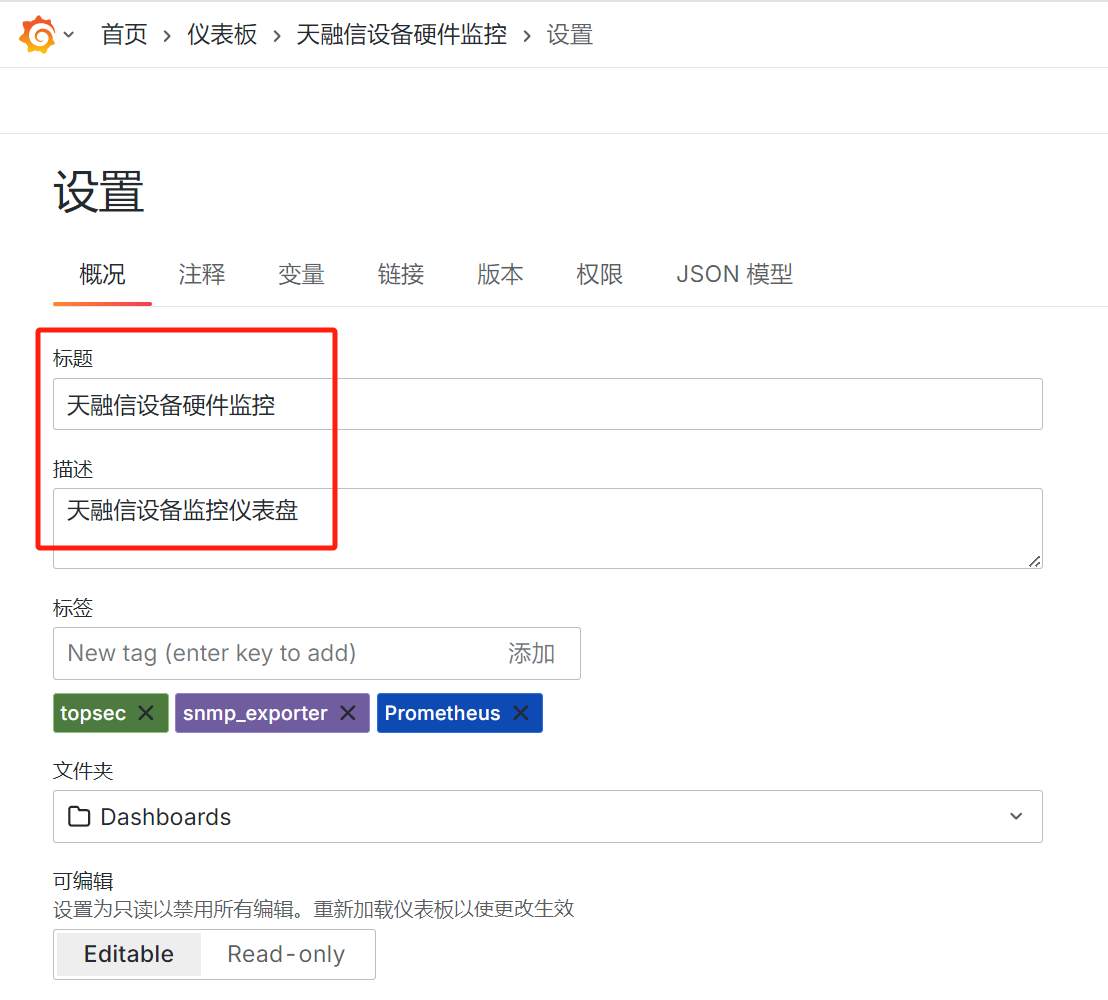 首页 › 仪表板 › 天融信设备硬件监控 › 设置
设置
概况 注释 变量 链接 版本 权限 JSON 模型
标题
天融信设备硬件监控
描述
天融信设备监控仪表盘
标签
New tag (enter key to add) 添加
topsec snmp_exporter Prometheus
文件夹
Dashboards
可编辑
设置为只读以禁用所有编辑。重新加载仪表板以使更改生效
Editable Read-only